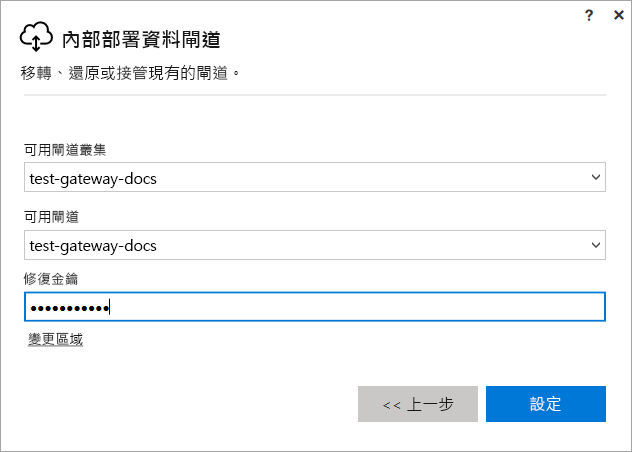 ? ×
內部部署資料閘道
移轉、還原或接管現有的閘道。
可用閘道叢集
test-gateway-docs
可用閘道
test-gateway-docs
修復金鑰
•••••••••••
變更區域
<< 上一步 設定